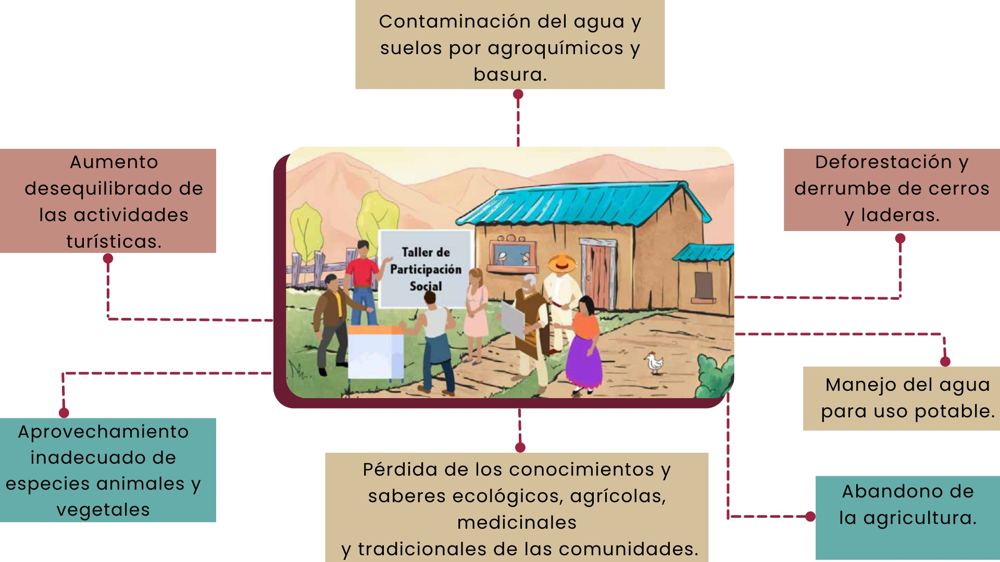 Contaminación del agua y
suelos por agroquímicos y
basura.
Aumento
desequilibrado de
las actividades
turísticas.
Deforestación y
derrumbe de cerros
y laderas.
Taller de
Participación
Social
Manejo del agua
para uso potable.
Aprovechamiento
inadecuado de
especies animales y
vegetales
Pérdida de los conocimientos y
saberes ecológicos, agrícolas,
medicinales
y tradicionales de las comunidades.
Abandono de
la agricultura.